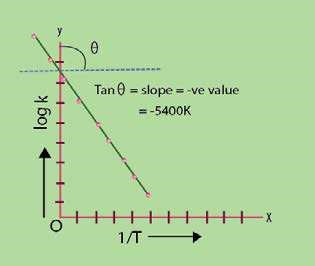 y
θ
Tan θ = slope = -ve value
= -5400K
log k
O
X
1/T